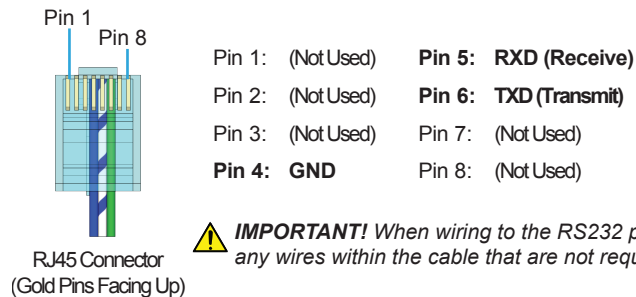 Pin 1
Pin 8
Pin 1: (Not Used) Pin 5: RXD (Receive)
Pin 2: (Not Used) Pin 6: TXD (Transmit)
Pin 3: (Not Used) Pin 7: (Not Used)
Pin 4: GND Pin 8: (Not Used)
IMPORTANT! When wiring to the RS232
any wires within the cable that are not
RJ45 Connector
(Gold Pins Facing Up)